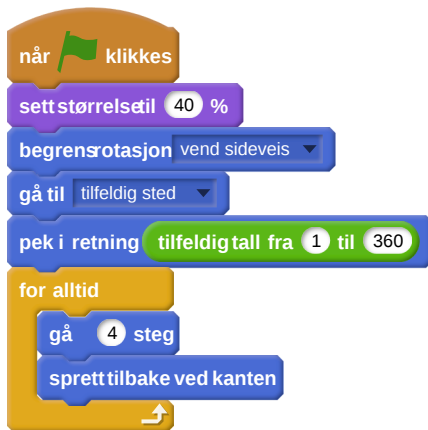 når klikkes
sett størrelse til 40 %
begrens rotasjon vend sideveis
gå til tilfeldig sted
pek i retning tilfeldig tall fra 1 til 360
for alltid
gå 4 steg
sprett tilbake ved kanten